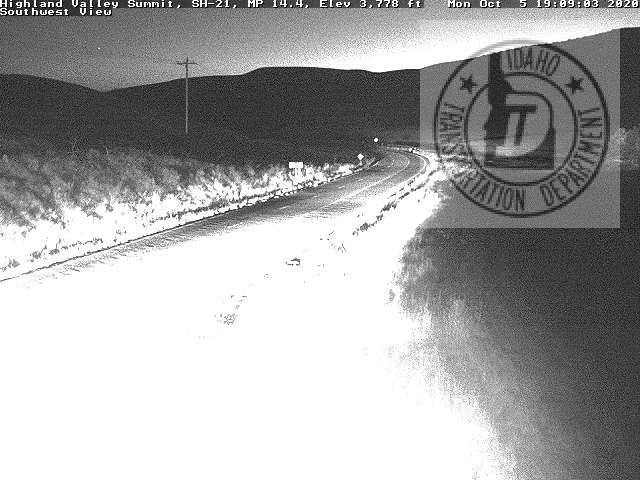 Highland Valley Summit, SH-21, MP 14.4, Elev 3,778 ft Mon Oct 5 19:09:03 2020
Southwest View
IDAHO
TRANSPORTATION DEPARTMENT